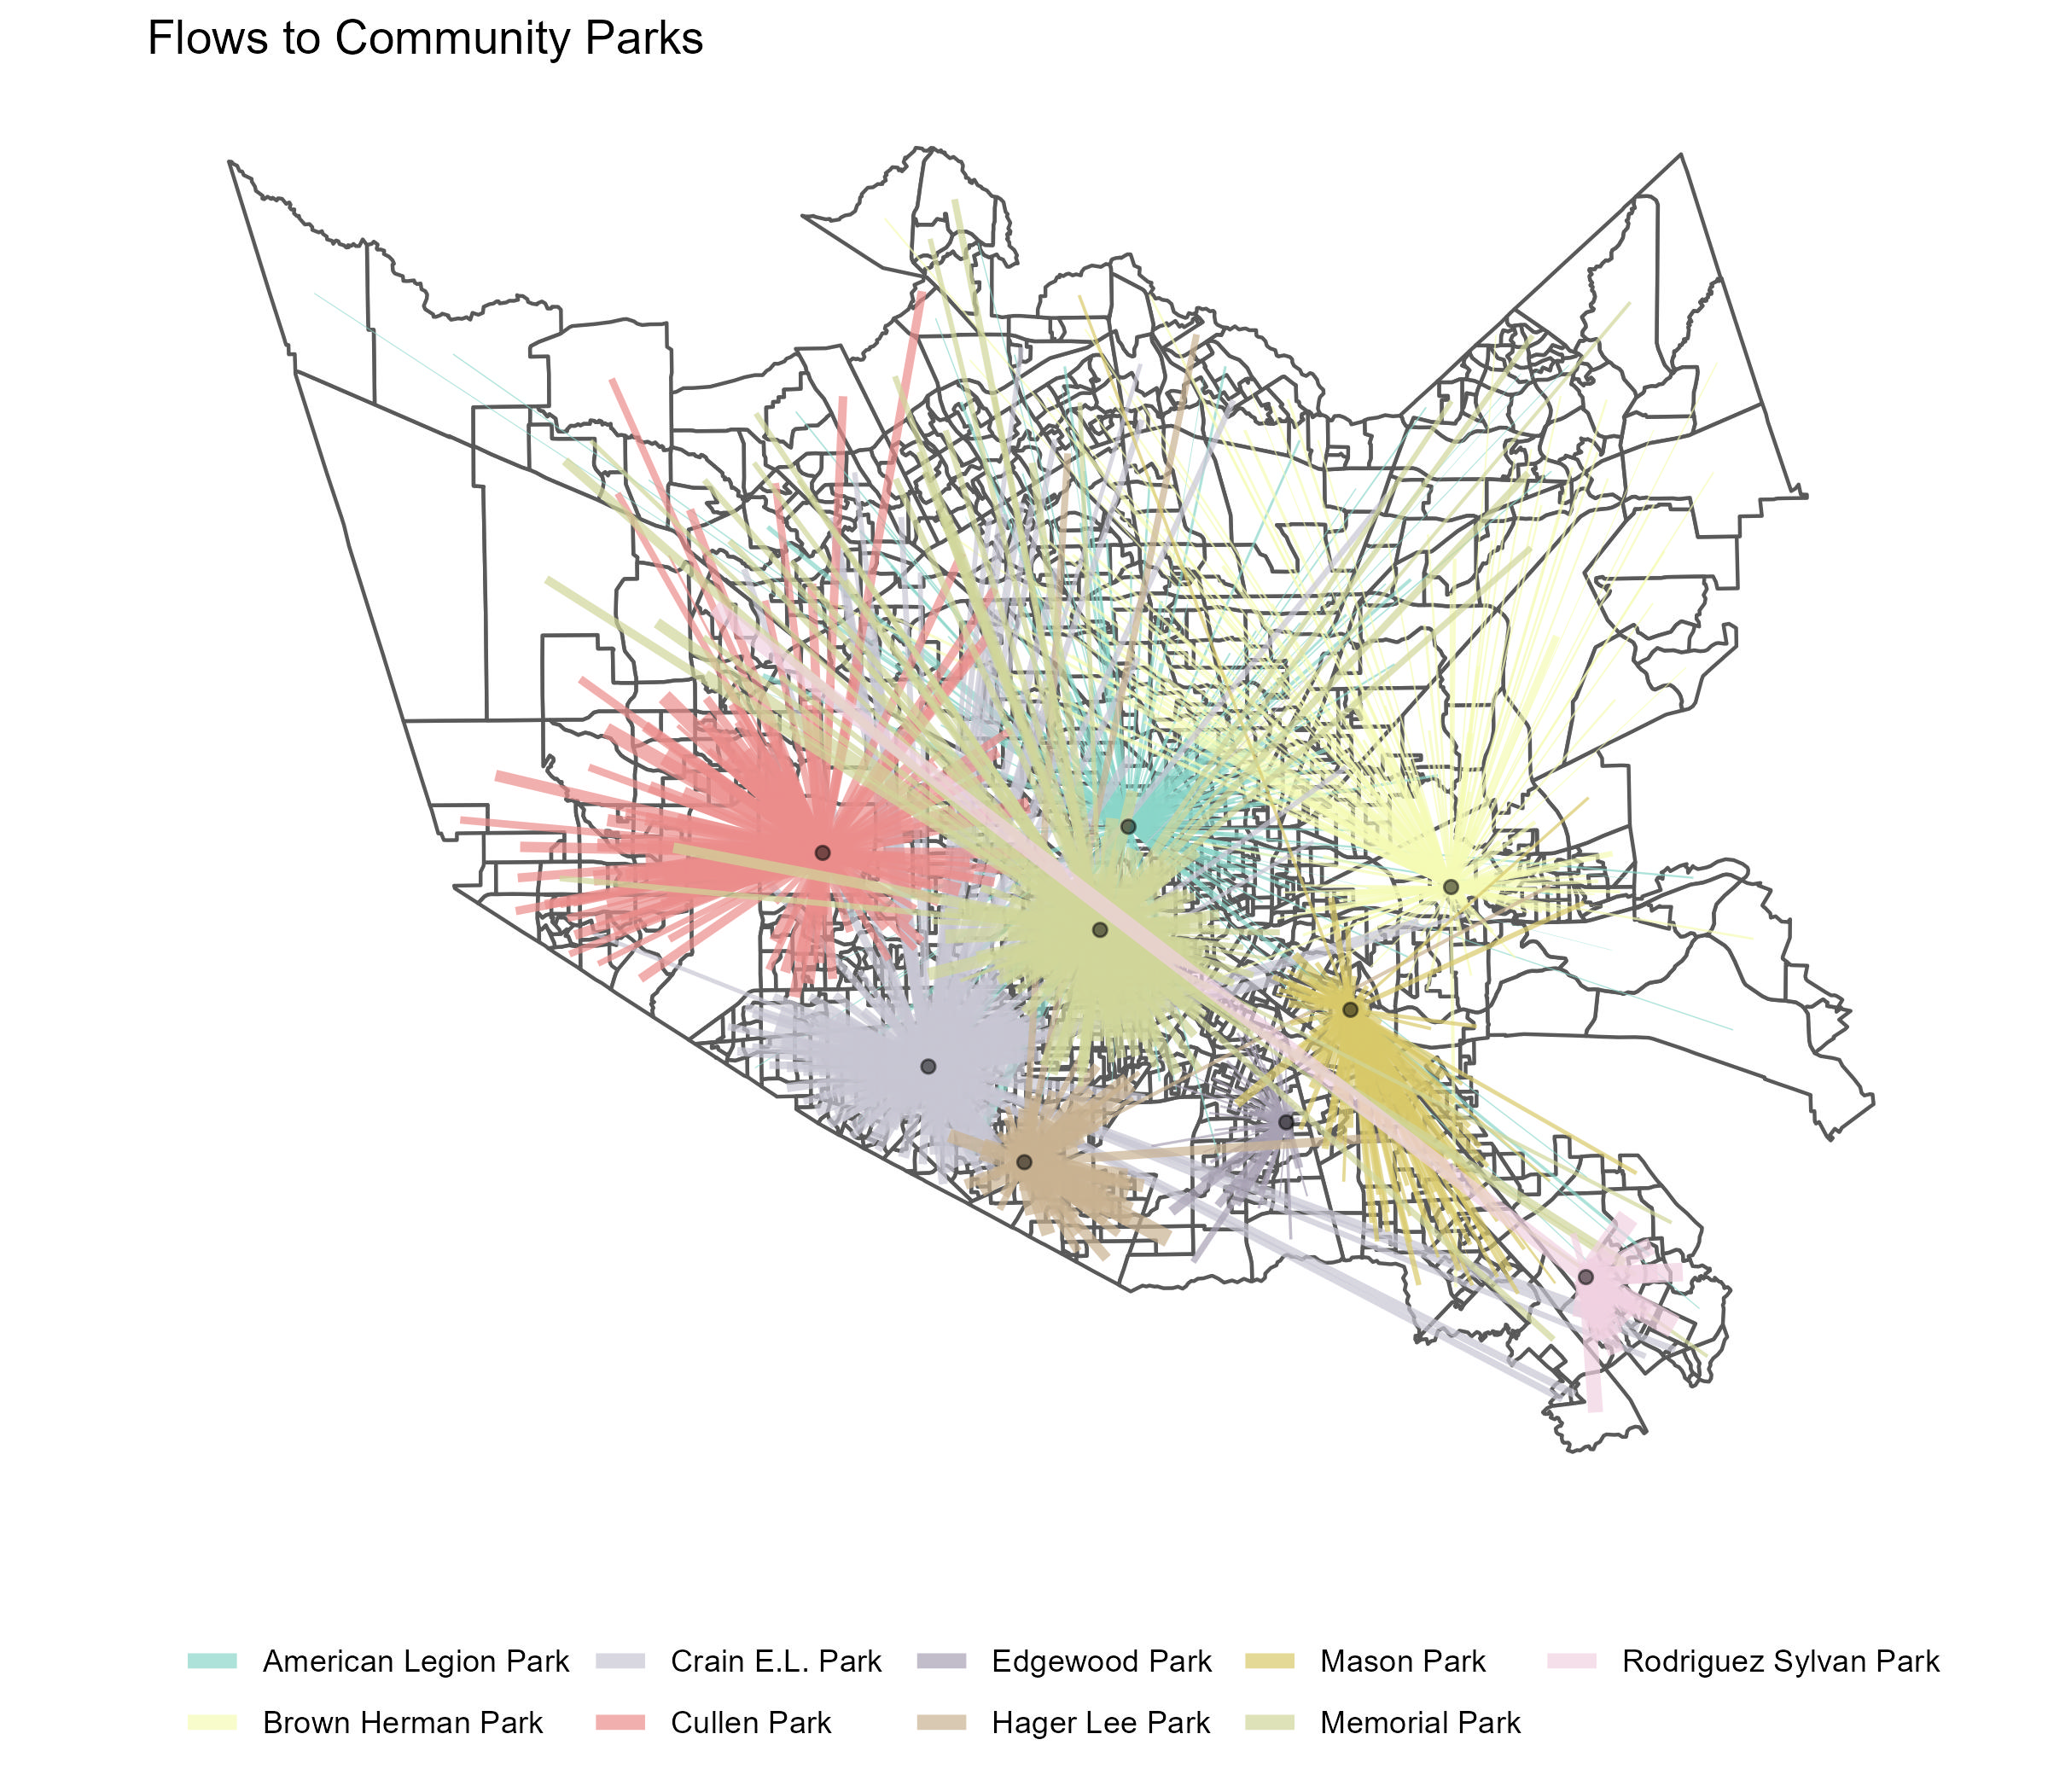 Flows to Community Parks
American Legion Park Crain E.L. Park Edgewood Park Mason Park Rodriguez Sylvan Park
Brown Herman Park Cullen Park Hager Lee Park Memorial Park